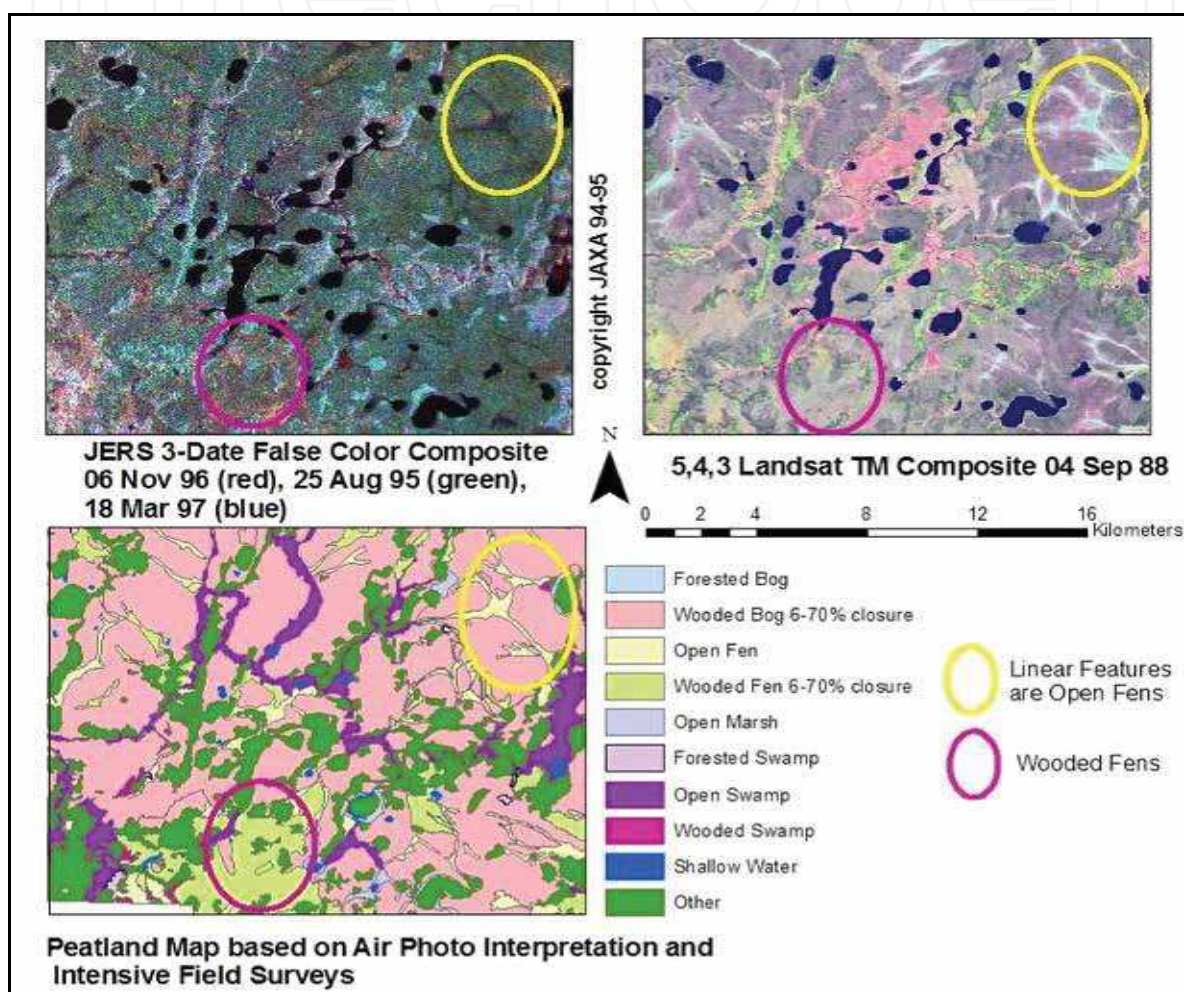 copyright JAXA 94-95
JERS 3-Date False Color Composite
06 Nov 96 (red), 25 Aug 95 (green),
18 Mar 97 (blue)
N
5,4,3 Landsat TM Composite 04 Sep 88
0 2 4 8 12 16
Kilometers
Forested Bog
Wooded Bog 6-70% closure
Open Fen
Wooded Fen 6-70% closure
Open Marsh
Forested Swamp
Open Swamp
Wooded Swamp
Shallow Water
Other
Linear Features
are Open Fens
Wooded Fens
Peatland Map based on Air Photo Interpretation and
Intensive Field Surveys